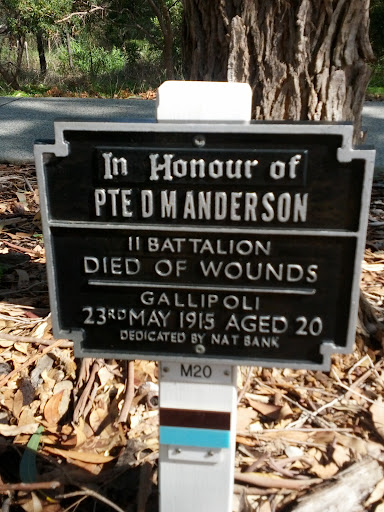 In Honour of
PTE D M ANDERSON
11 BATTALION
DIED OF WOUNDS
GALLIPOLI
23RD MAY 1915 AGED 20
DEDICATED BY NAT BANK
M20